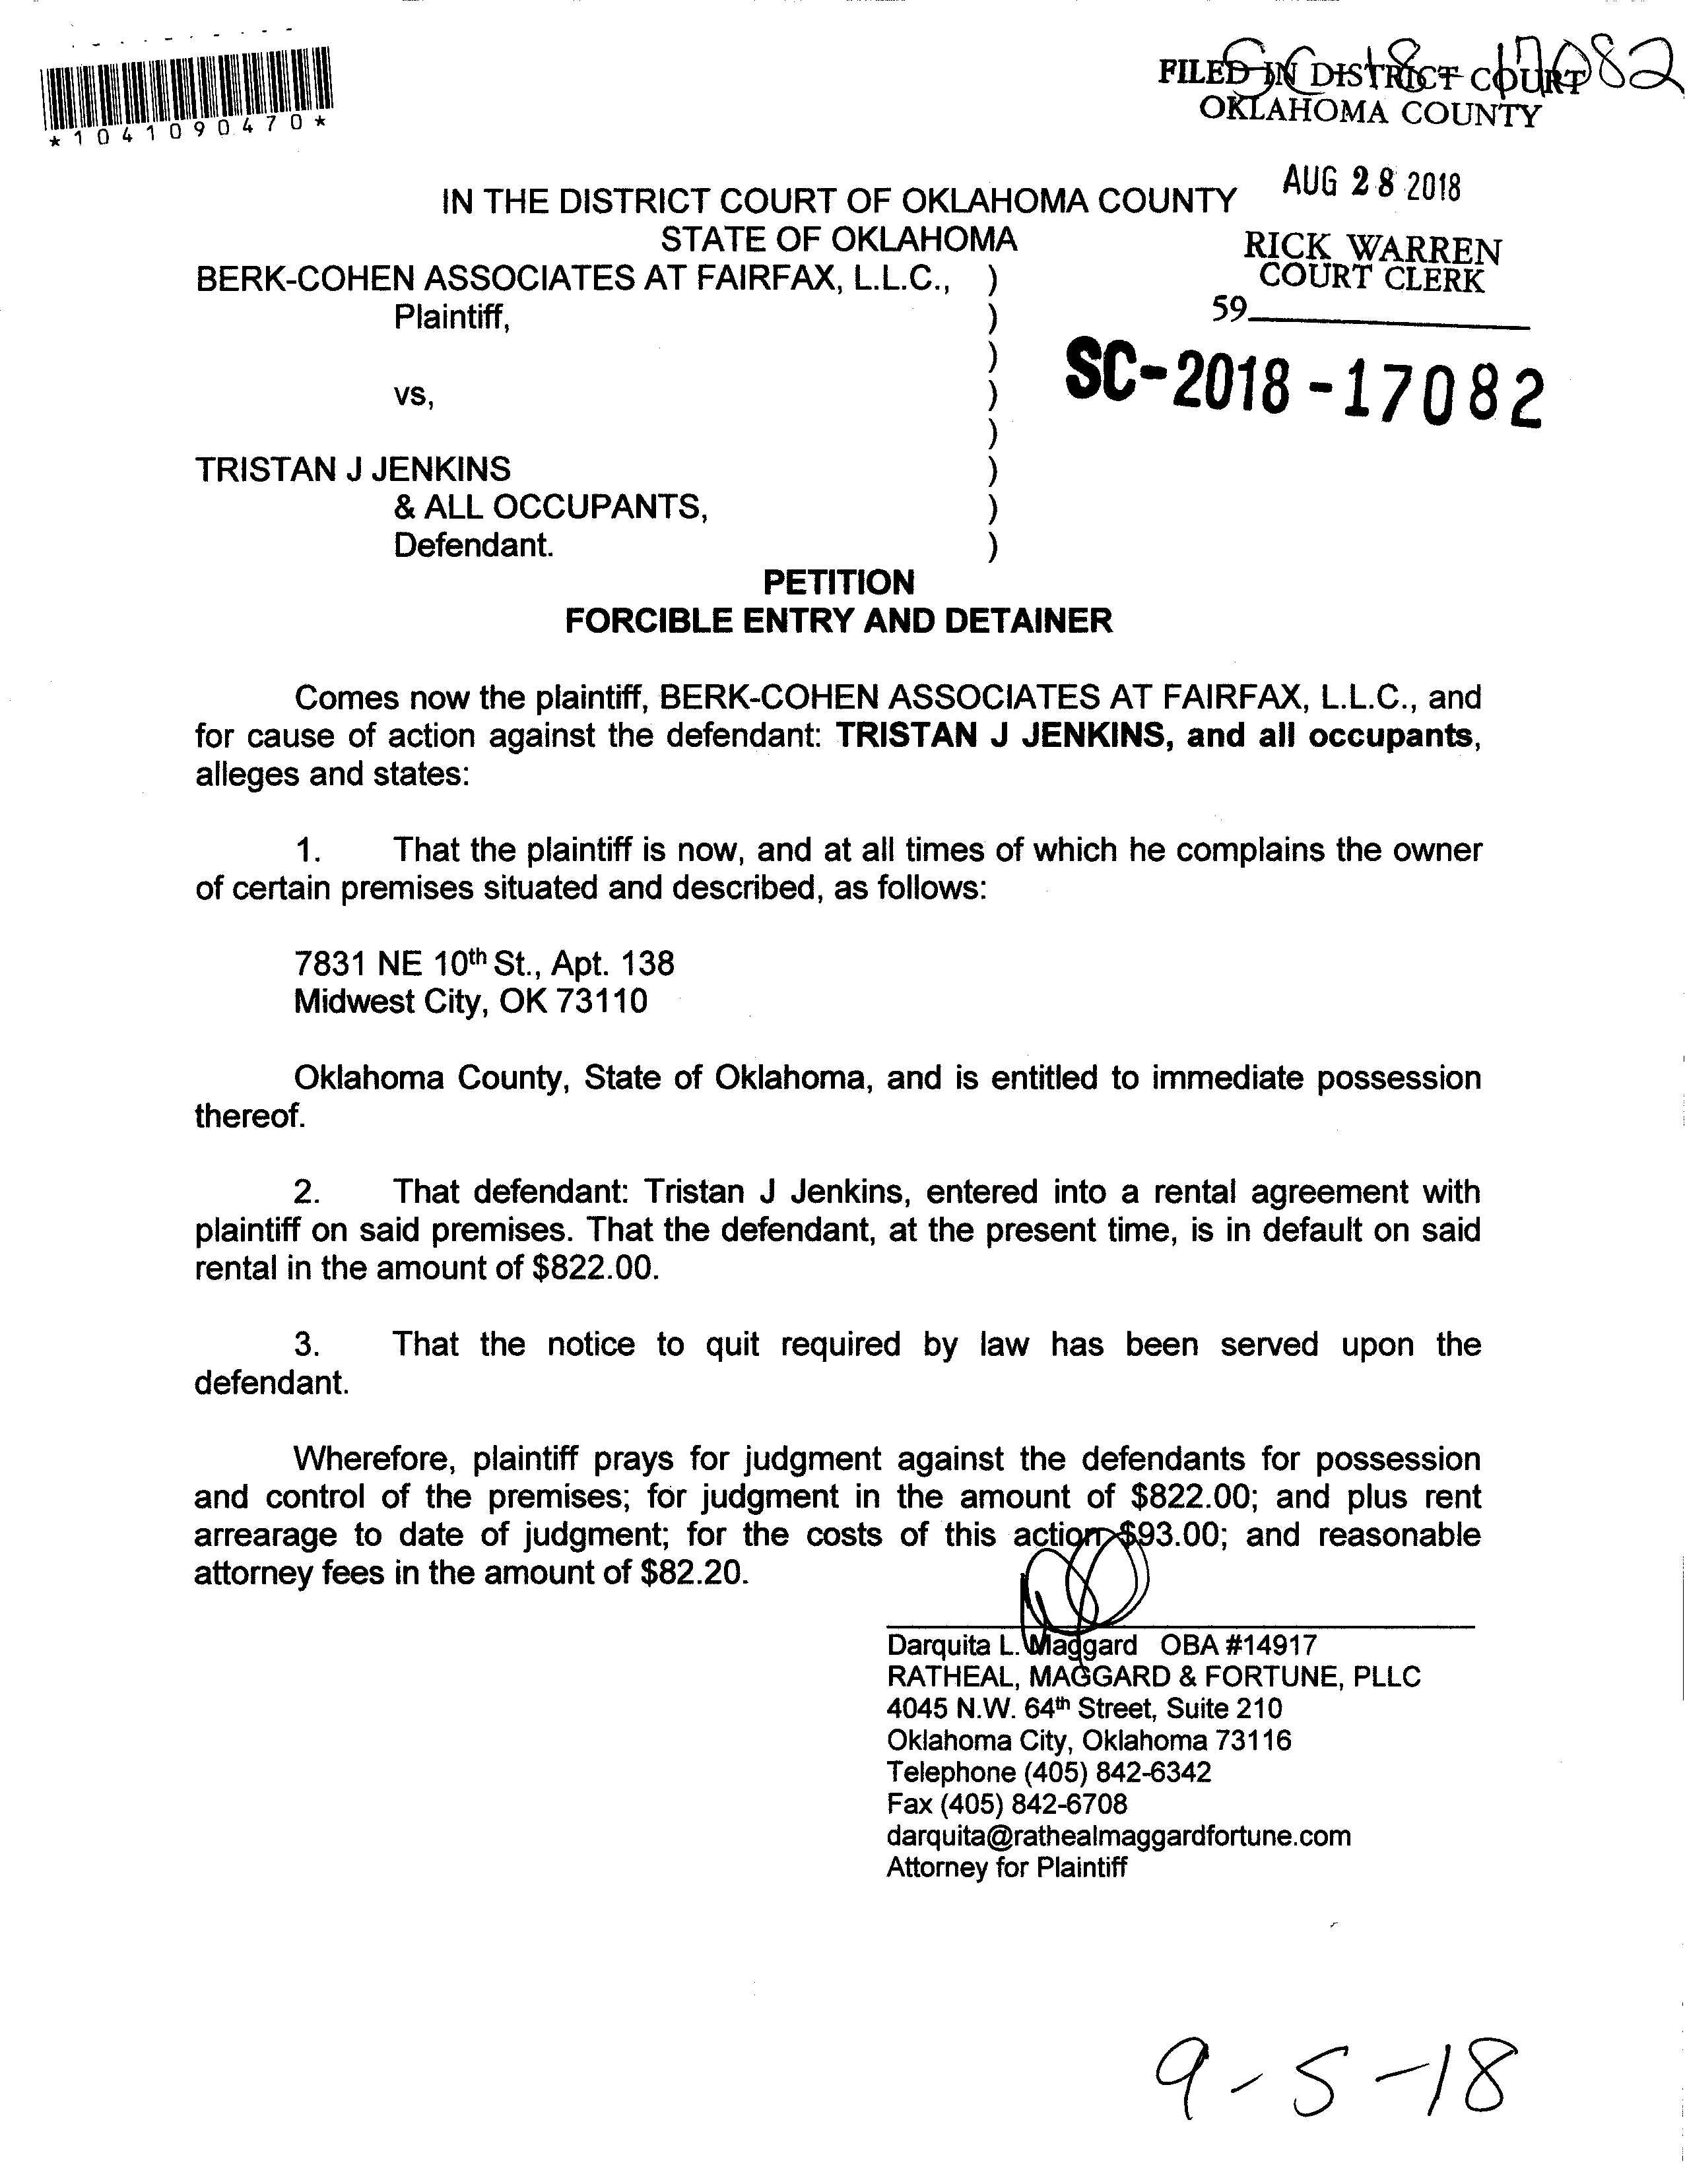 *1041090470*
SC 18-17082
FILED IN DISTRICT COURT
OKLAHOMA COUNTY
AUG 28 2018
RICK WARREN
COURT CLERK
59
SC-2018-17082
IN THE DISTRICT COURT OF OKLAHOMA COUNTY
STATE OF OKLAHOMA
BERK-COHEN ASSOCIATES AT FAIRFAX, L.L.C., )
Plaintiff, )
)
vs, )
)
TRISTAN J JENKINS )
& ALL OCCUPANTS, )
Defendant. )
PETITION
FORCIBLE ENTRY AND DETAINER
Comes now the plaintiff, BERK-COHEN ASSOCIATES AT FAIRFAX, L.L.C., and
for cause of action against the defendant: TRISTAN J JENKINS, and all occupants,
alleges and states:
1. That the plaintiff is now, and at all times of which he complains the owner
of certain premises situated and described, as follows:
7831 NE 10th St., Apt. 138
Midwest City, OK 73110
Oklahoma County, State of Oklahoma, and is entitled to immediate possession
thereof.
2. That defendant: Tristan J Jenkins, entered into a rental agreement with
plaintiff on said premises. That the defendant, at the present time, is in default on said
rental in the amount of $822.00.
3. That the notice to quit required by law has been served upon the
defendant.
Wherefore, plaintiff prays for judgment against the defendants for possession
and control of the premises; for judgment in the amount of $822.00; and plus rent
arrearage to date of judgment; for the costs of this action $93.00; and reasonable
attorney fees in the amount of $82.20.
Darquita L. Maggard OBA #14917
RATHEAL, MAGGARD & FORTUNE, PLLC
4045 N.W. 64th Street, Suite 210
Oklahoma City, Oklahoma 73116
Telephone (405) 842-6342
Fax (405) 842-6708
darquita@rathealmaggardfortune.com
Attorney for Plaintiff
9-5-18